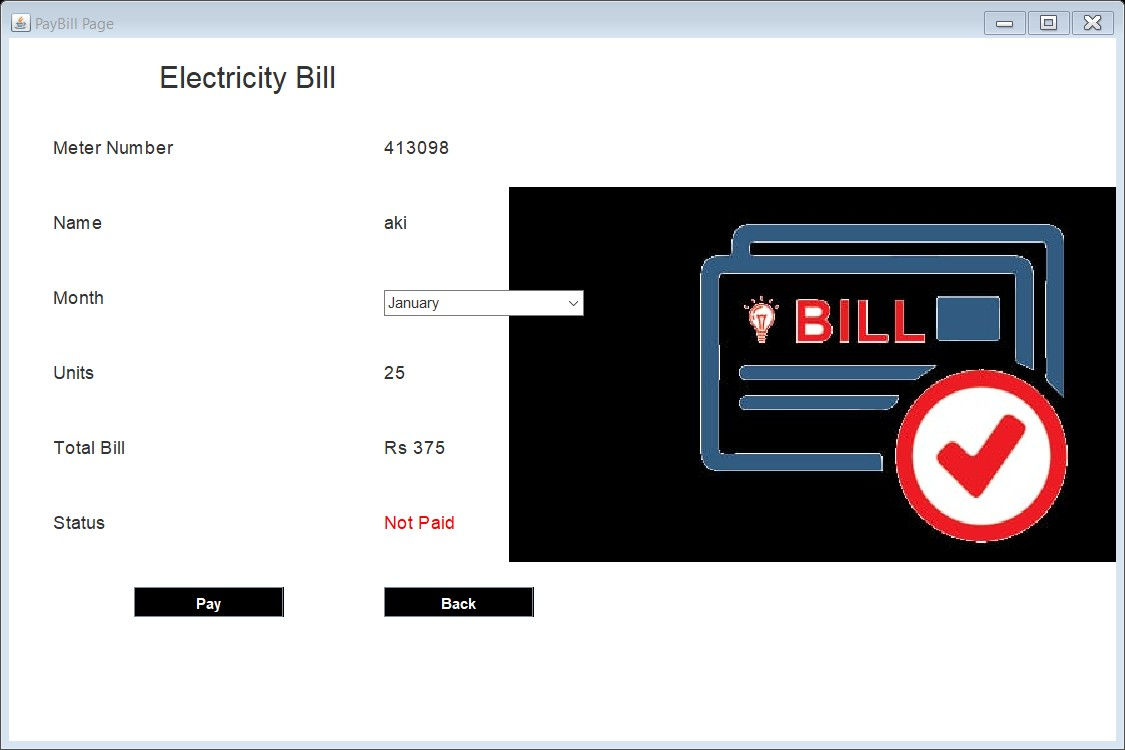 PayBill Page
Electricity Bill
Meter Number 413098
Name aki
Month January
BILL
Units 25
Total Bill Rs 375
Status Not Paid
Pay Back